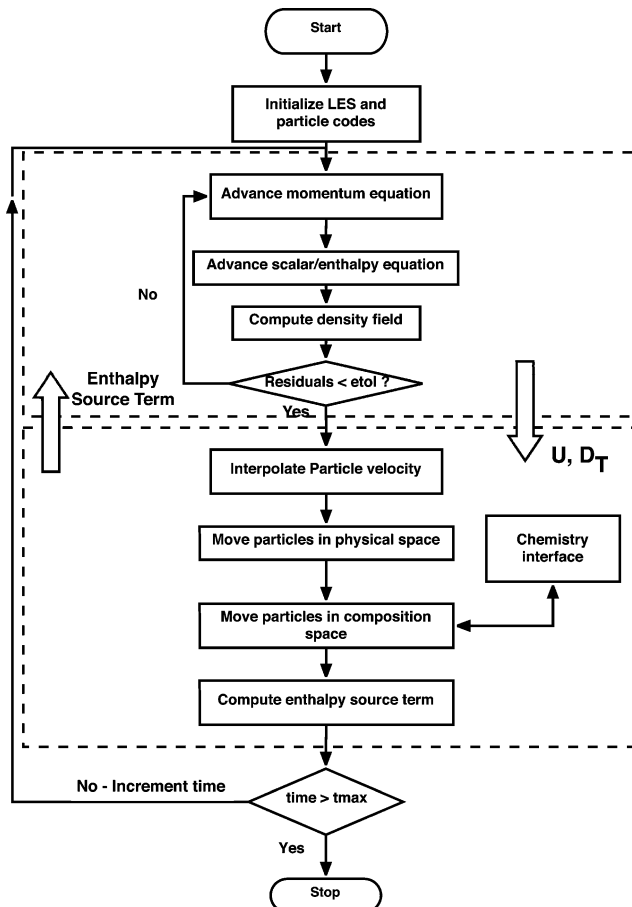 Start
Initialize LES and
particle codes
Advance momentum equation
Advance scalar/enthalpy equation
No
Compute density field
Residuals < etol ?
Enthalpy
Source Term
Yes
U, DT
Interpolate Particle velocity
Move particles in physical space
Chemistry
interface
Move particles in composition
space
Compute enthalpy source term
No - Increment time
time > tmax
Yes
Stop